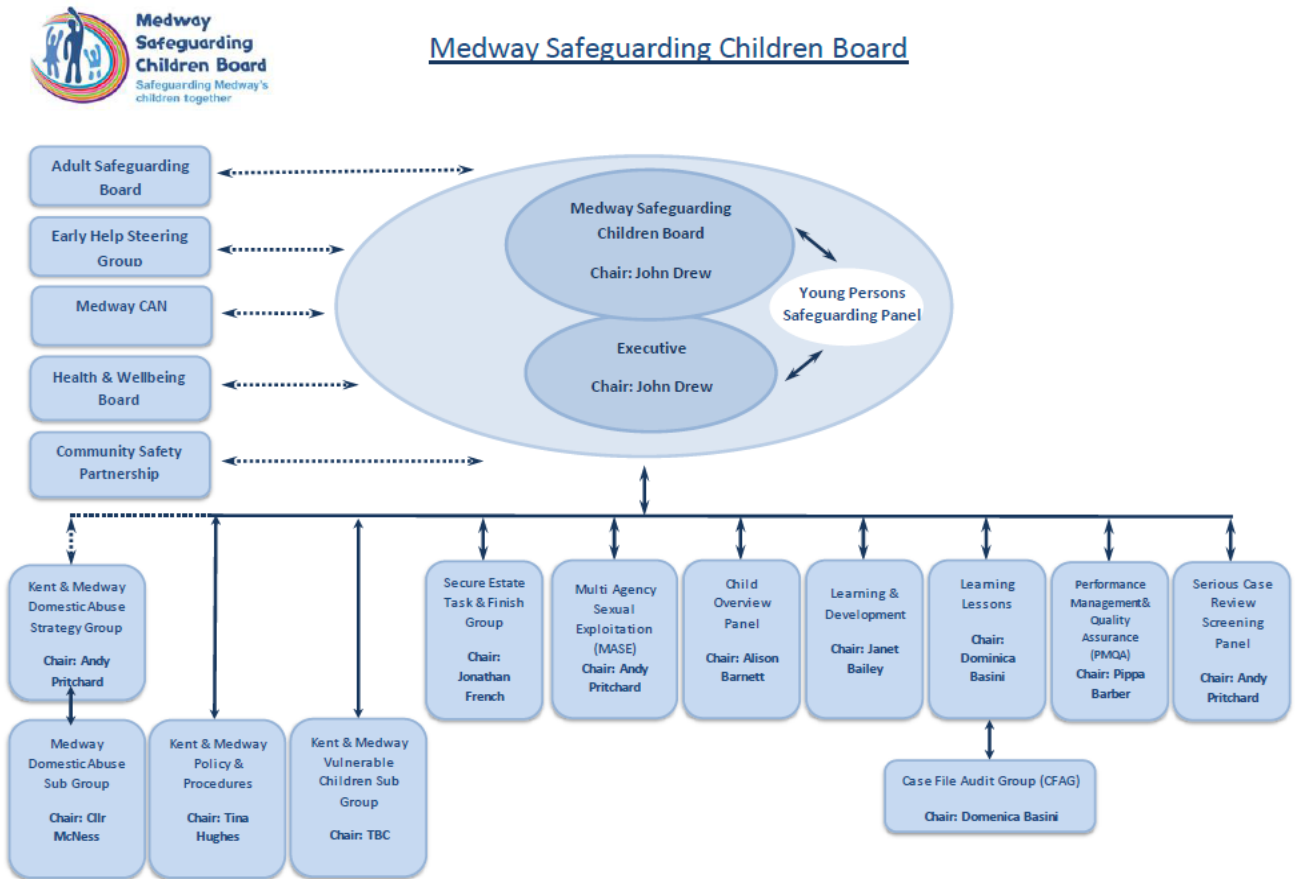 Medway
Safeguarding
Children Board
Safeguarding Medway's
children together
Medway Safeguarding Children Board
Adult Safeguarding
Board
Early Help Steering
Group
Medway CAN
Health & Wellbeing
Board
Community Safety
Partnership
Medway Safeguarding
Children Board
Chair: John Drew
Young Persons
Safeguarding Panel
Executive
Chair: John Drew
Kent & Medway
Domestic Abuse
Strategy Group
Chair: Andy
Pritchard
Secure Estate
Task & Finish
Group
Chair:
Jonathan
French
Multi Agency
Sexual
Exploitation
(MASE)
Chair: Andy
Pritchard
Child
Overview
Panel
Chair: Alison
Barnett
Learning &
Development
Chair: Janet
Bailey
Learning
Lessons
Chair:
Dominica
Basini
Performance
Management&
Quality
Assurance
(PMQA)
Chair: Pippa
Barber
Serious Case
Review
Screening
Panel
Chair: Andy
Pritchard
Medway
Domestic Abuse
Sub Group
Chair: Cllr
McNess
Kent & Medway
Policy &
Procedures
Chair: Tina
Hughes
Kent & Medway
Vulnerable
Children Sub
Group
Chair: TBC
Case File Audit Group (CFAG)
Chair: Domenica Basini